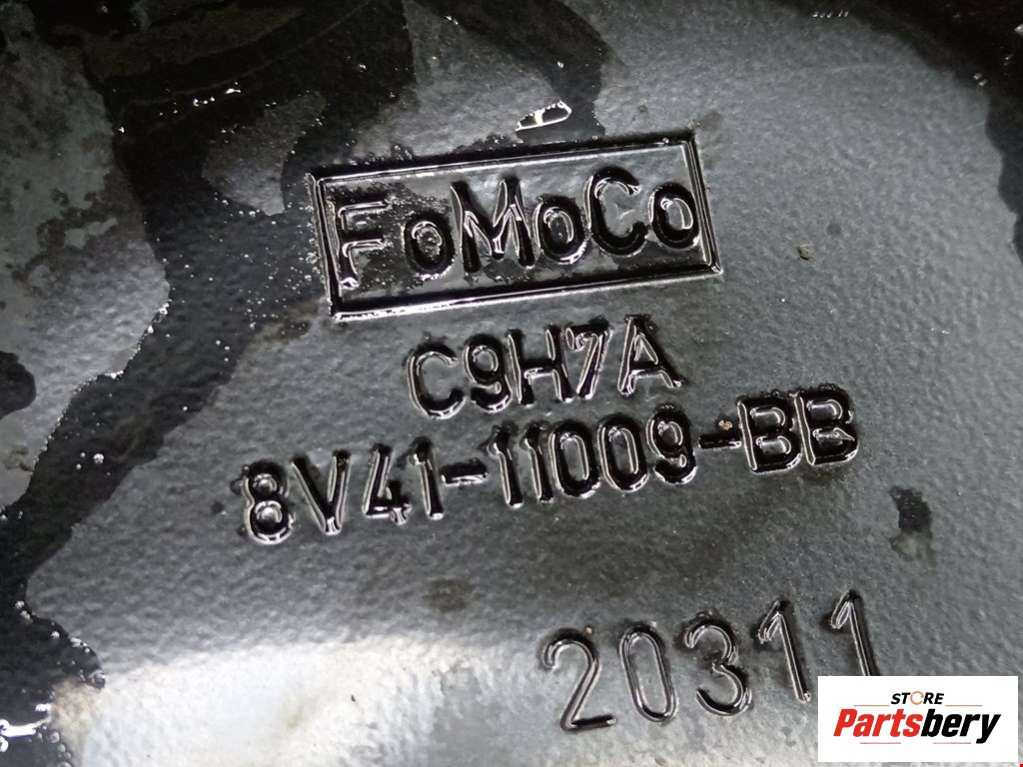 FoMoCo
C9H7A
8V41-11009-BB
20311
STORE
Partsbery